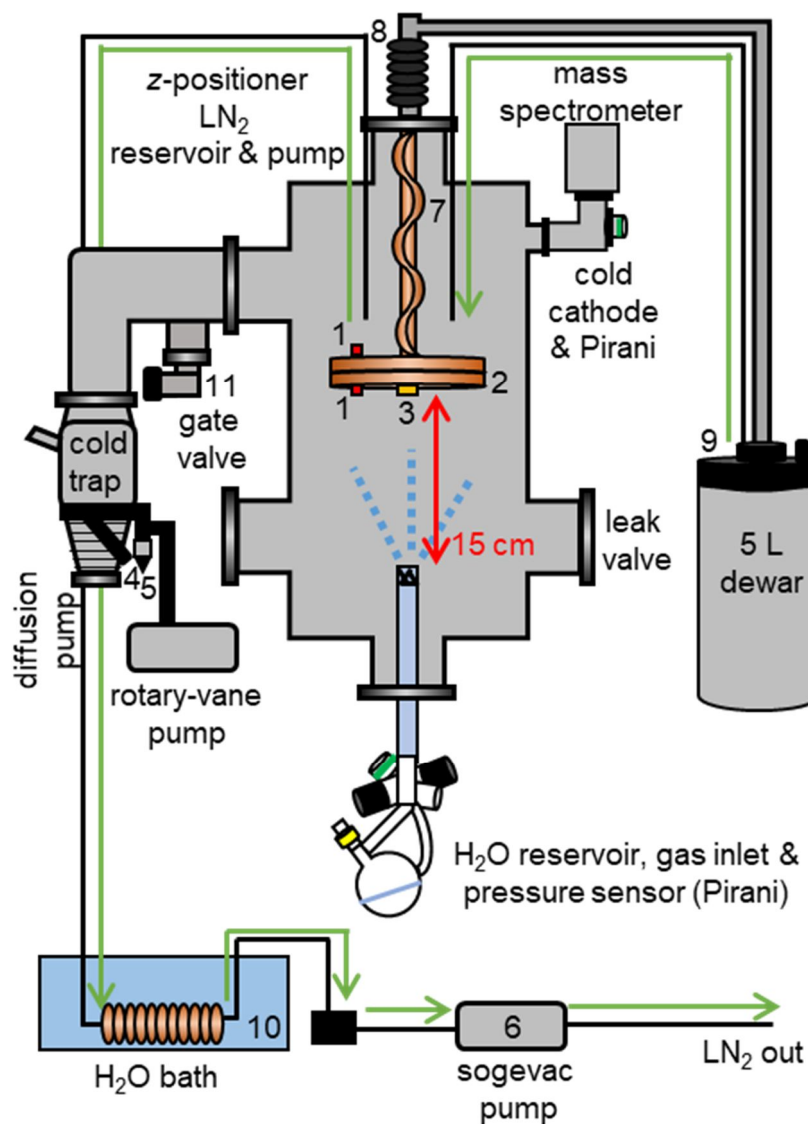 8
z-positioner
LN2
reservoir & pump
mass
spectrometer
7
cold
cathode
& Pirani
1
2
1
3
11
gate
valve
cold
trap
9
15 cm
leak
valve
5 L
dewar
4
5
diffusion
pump
rotary-vane
pump
H2O reservoir, gas inlet &
pressure sensor (Pirani)
10
6
H2O bath
sogevac
pump
LN2 out